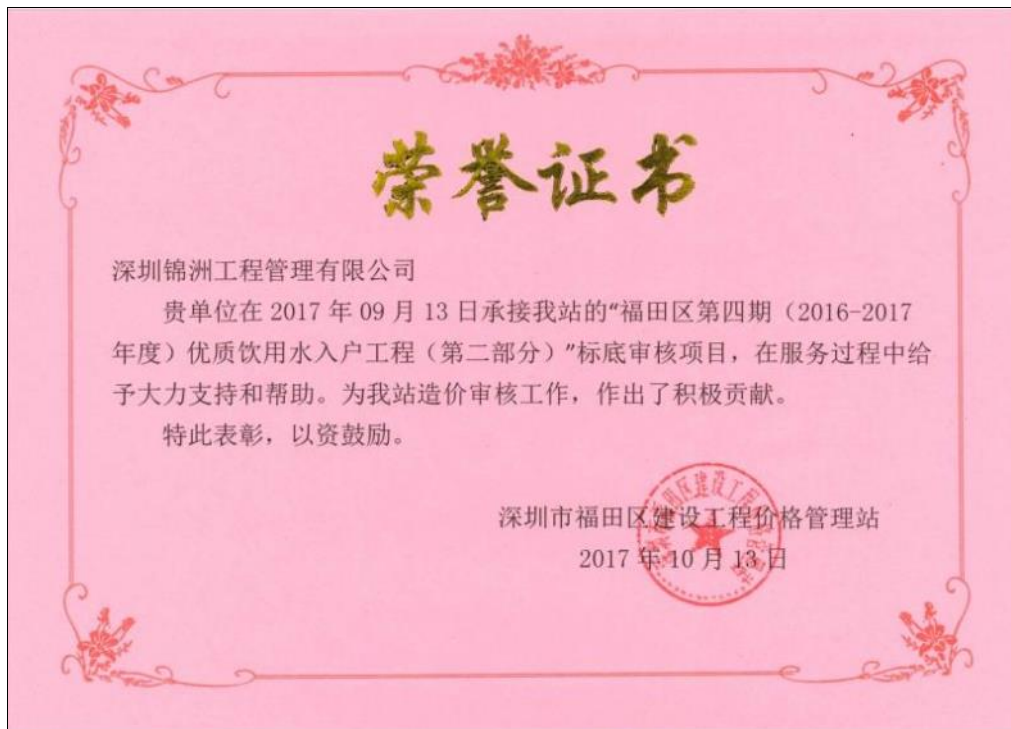 荣誉证书
深圳锦洲工程管理有限公司
贵单位在 2017 年 09 月 13 日承接我站的“福田区第四期（2016-2017
年度）优质饮用水入户工程（第二部分）”标底审核项目，在服务过程中给
予大力支持和帮助。为我站造价审核工作，作出了积极贡献。
特此表彰，以资鼓励。
深圳市福田区建设工程价格管理站
2017 年 10 月 13 日